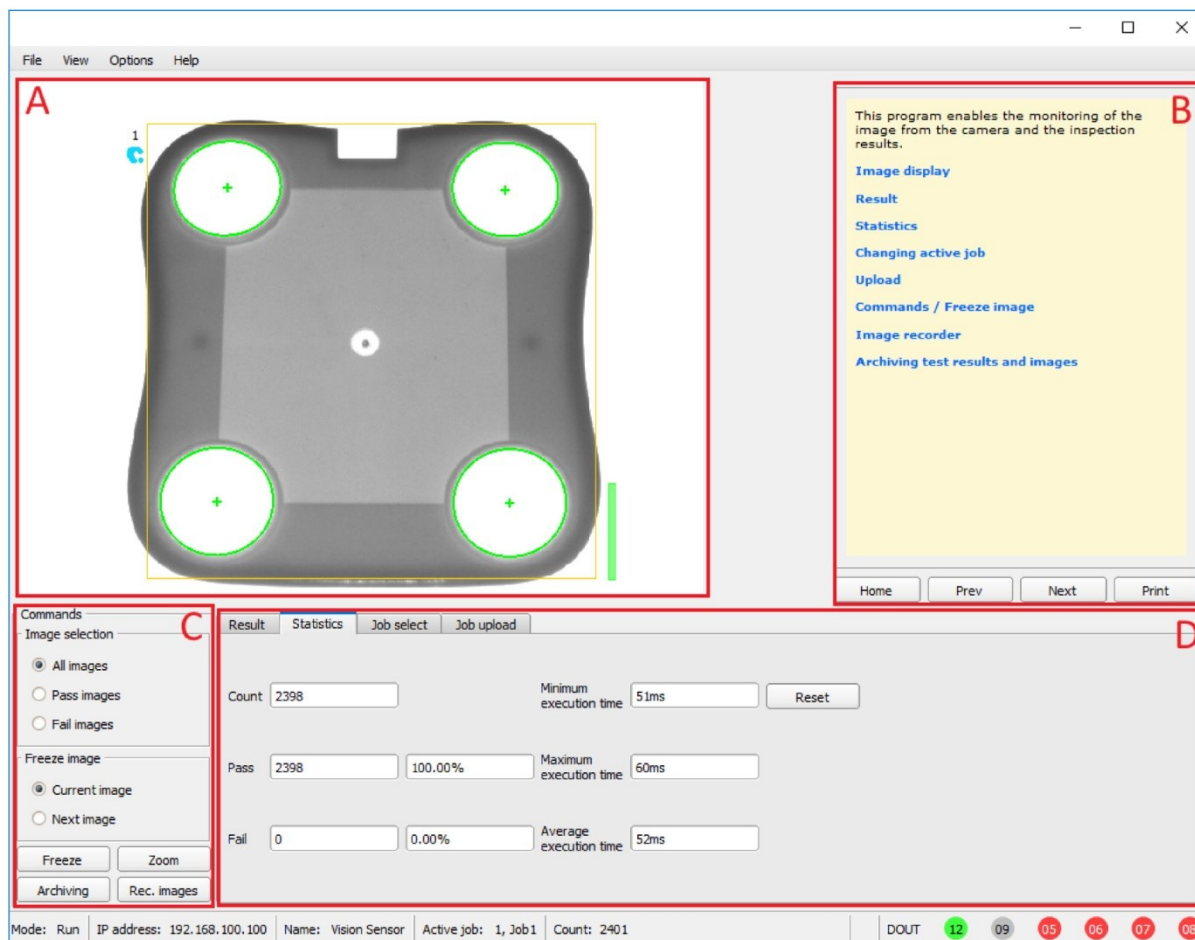 File View Options Help
A
1
B
This program enables the monitoring of the
image from the camera and the inspection
results.
Image display
Result
Statistics
Changing active job
Upload
Commands / Freeze image
Image recorder
Archiving test results and images
Home Prev Next Print
C
Commands
Image selection
All images
Pass images
Fail images
Freeze image
Current image
Next image
Freeze Zoom
Archiving Rec. images
D
Result Statistics Job select Job upload
Count 2398 Minimum
execution time 51ms Reset
Pass 2398 100.00% Maximum
execution time 60ms
Fail 0 0.00% Average
execution time 52ms
Mode: Run IP address: 192.168.100.100 Name: Vision Sensor Active job: 1, Job1 Count: 2401 DOUT 12 09 05 06 07 08